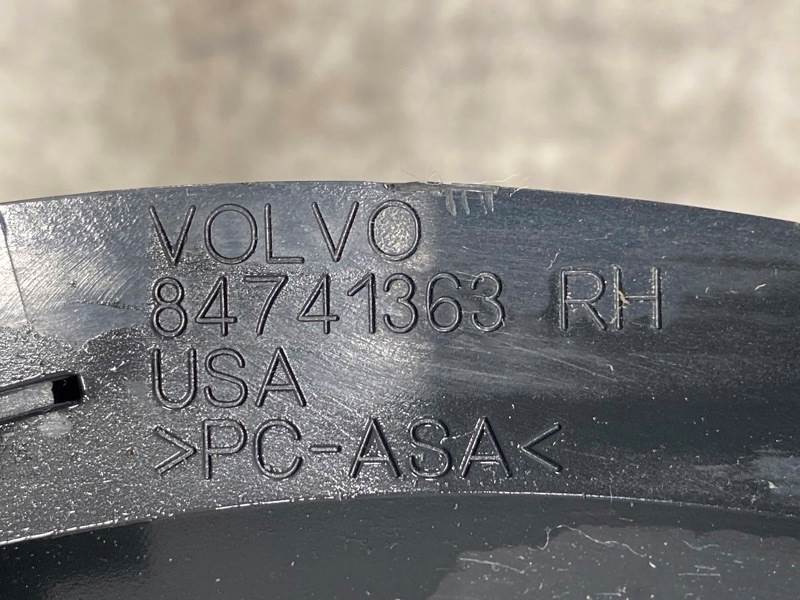 VOLVO
84741363 RH
USA
>PC-ASA<